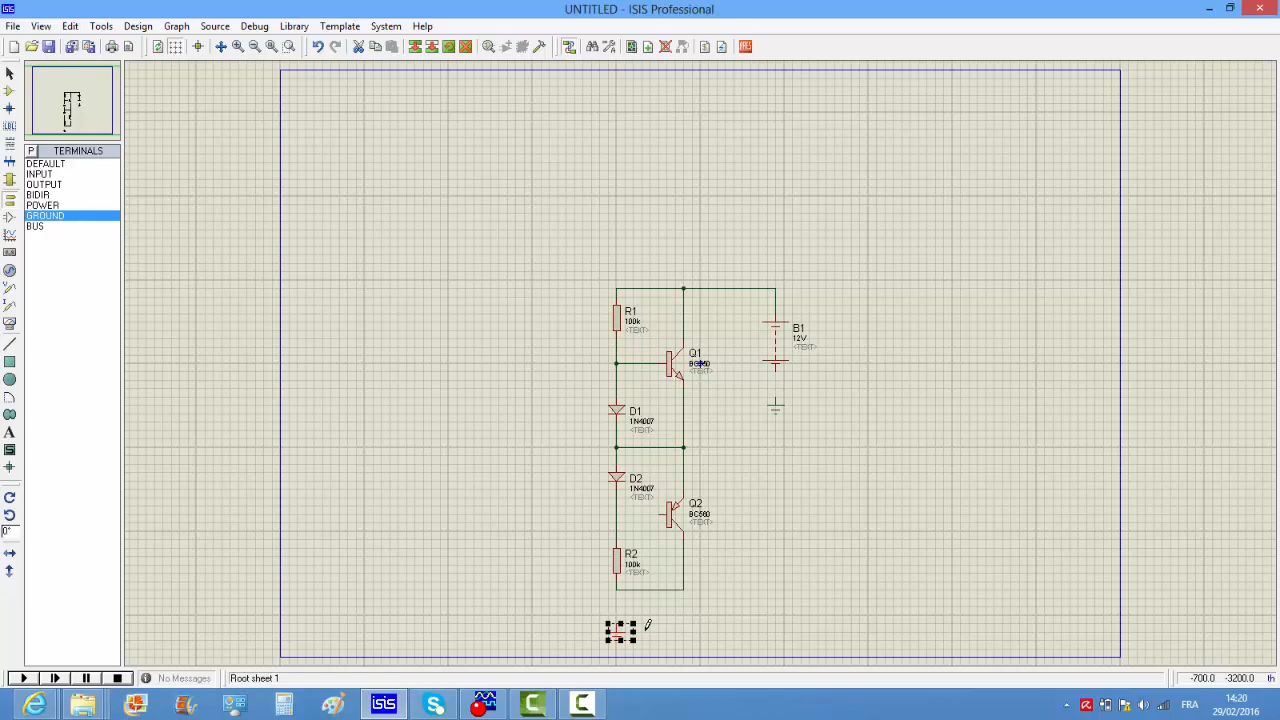 UNTITLED - ISIS Professional
File View Edit Tools Design Graph Source Debug Library Template System Help
P TERMINALS
DEFAULT
INPUT
OUTPUT
BIDIR
POWER
GROUND
BUS
R1
100k
<TEXT>
B1
12V
<TEXT>
Q1
<TEXT>
D1
1N4007
<TEXT>
D2
1N4007
<TEXT>
Q2
<TEXT>
R2
100k
<TEXT>
No Messages
Root sheet 1
-700.0 -3200.0 th
FRA
14:20
29/02/2016